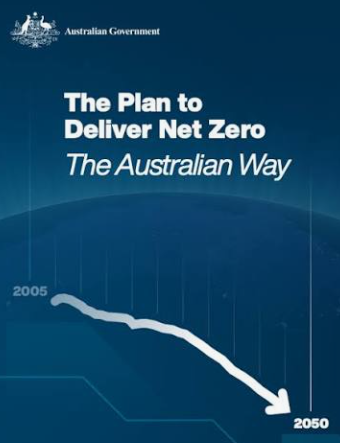 Australian Government
The Plan to
Deliver Net Zero
The Australian Way
2005
2050